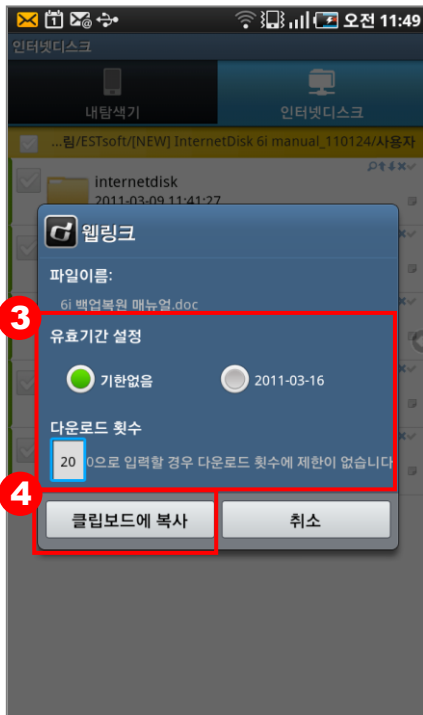 오전 11:49
인터넷디스크
내탐색기
인터넷디스크
...림/ESTsoft/[NEW] InternetDisk 6i manual_110124/사용자
internetdisk
2011-03-09 11:41:27
웹링크
파일이름:
6i 백업복원 매뉴얼.doc
3
유효기간 설정
기한없음
2011-03-16
다운로드 횟수
20
0으로 입력할 경우 다운로드 횟수에 제한이 없습니다
4
클립보드에 복사
취소